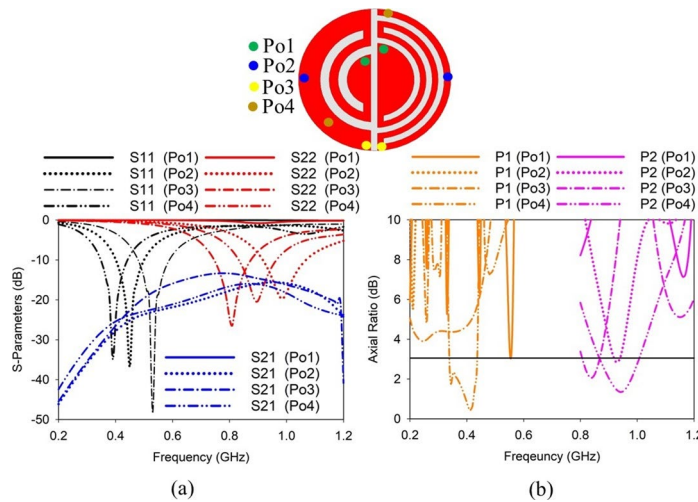 Po1
Po2
Po3
Po4
S11 (Po1) S22 (Po1)
S11 (Po2) S22 (Po2)
S11 (Po3) S22 (Po3)
S11 (Po4) S22 (Po4)
P1 (Po1) P2 (Po1)
P1 (Po2) P2 (Po2)
P1 (Po3) P2 (Po3)
P1 (Po4) P2 (Po4)
S-Parameters (dB)
0
-10
-20
-30
-40
-50
S21 (Po1)
S21 (Po2)
S21 (Po3)
S21 (Po4)
0.2 0.4 0.6 0.8 1.0 1.2
Frequency (GHz)
(a)
Axial Ratio (dB)
10
8
6
4
2
0
0.2 0.4 0.6 0.8 1.0 1.2
Freqeuncy (GHz)
(b)